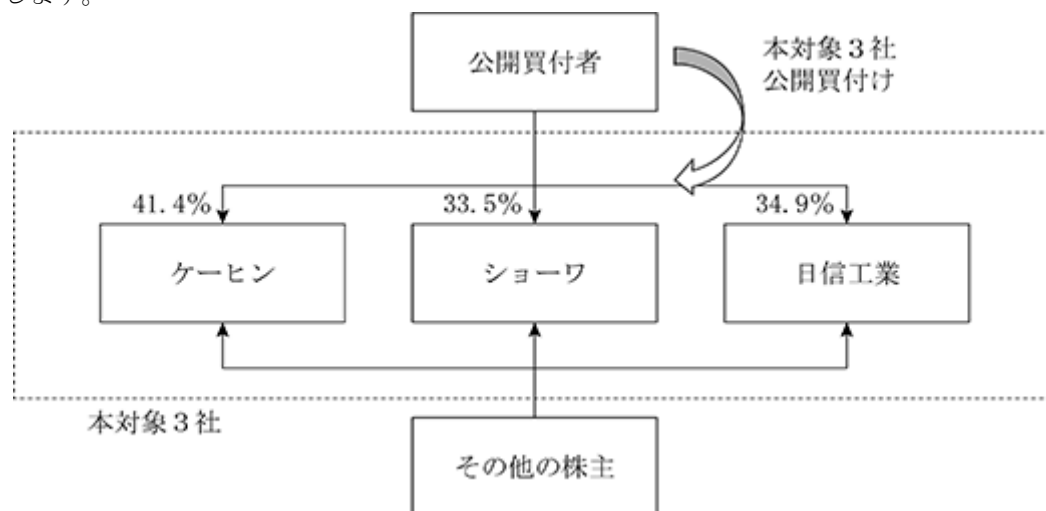 します。
公開買付者
本対象3社
公開買付け
41.4%
33.5%
34.9%
ケーヒン
ショーワ
日信工業
本対象3社
その他の株主